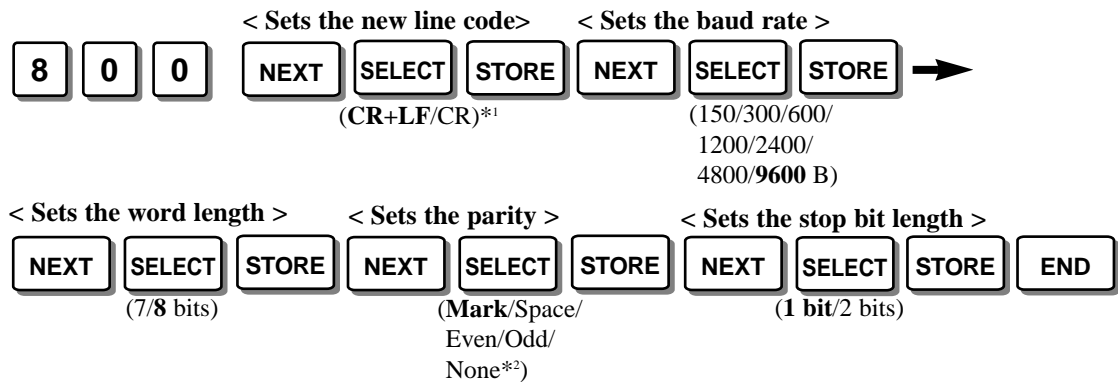 < Sets the new line code> < Sets the baud rate >
8 0 0 NEXT SELECT STORE NEXT SELECT STORE
(CR+LF/CR)*1 (150/300/600/
1200/2400/
4800/9600 B)
< Sets the word length > < Sets the parity > < Sets the stop bit length >
NEXT SELECT STORE NEXT SELECT STORE NEXT SELECT STORE END
(7/8 bits) (Mark/Space/ (1 bit/2 bits)
Even/Odd/
None*2)